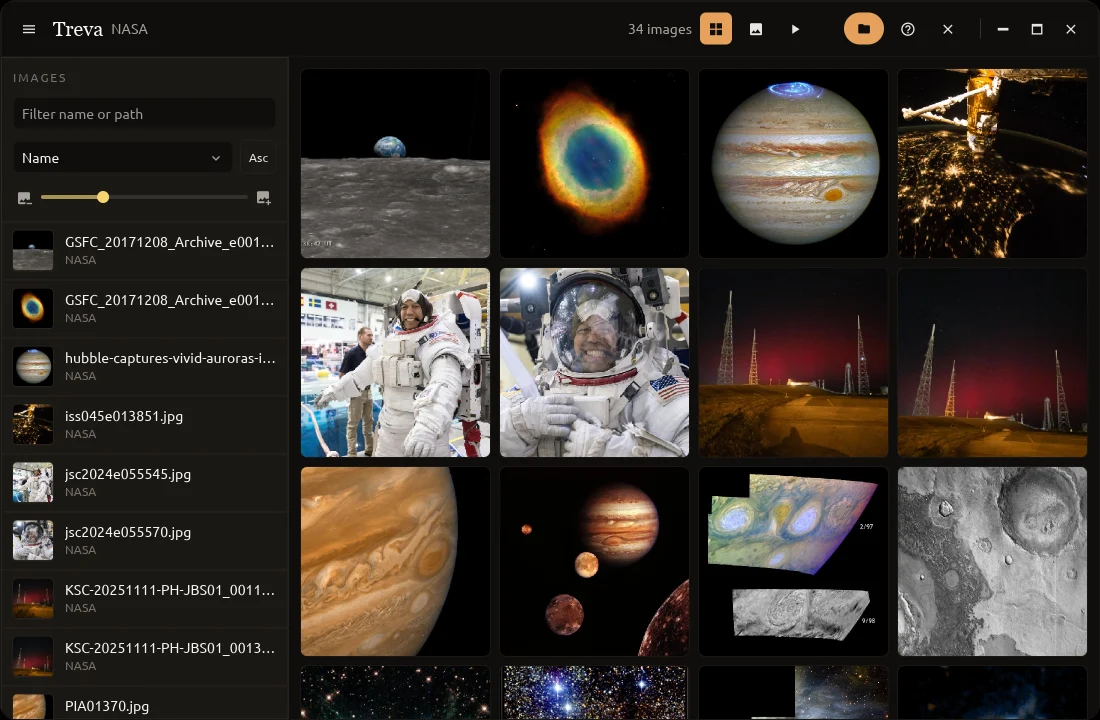 Treva NASA
34 images
IMAGES
Filter name or path
Name
Asc
GSFC_20171208_Archive_e001...
NASA
GSFC_20171208_Archive_e001...
NASA
hubble-captures-vivid-auroras-i...
NASA
iss045e013851.jpg
NASA
jsc2024e055545.jpg
NASA
jsc2024e055570.jpg
NASA
KSC-20251111-PH-JBS01_0011...
NASA
KSC-20251111-PH-JBS01_0013...
NASA
PIA01370.jpg
2/97
9/98